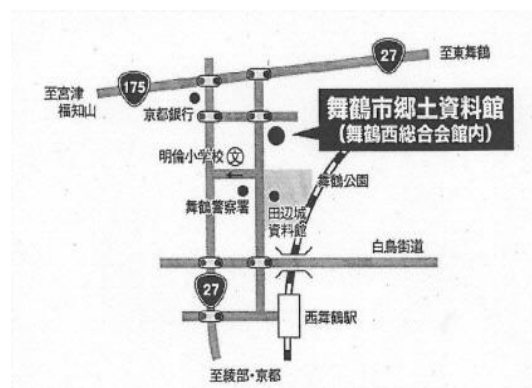 27
至東舞鶴
175
至宮津
福知山
京都銀行
舞鶴市郷土資料館
(舞鶴西総合会館内)
明倫小学校
文
舞鶴公園
舞鶴警察署
田辺城
資料館
白鳥街道
27
西舞鶴駅
至綾部・京都